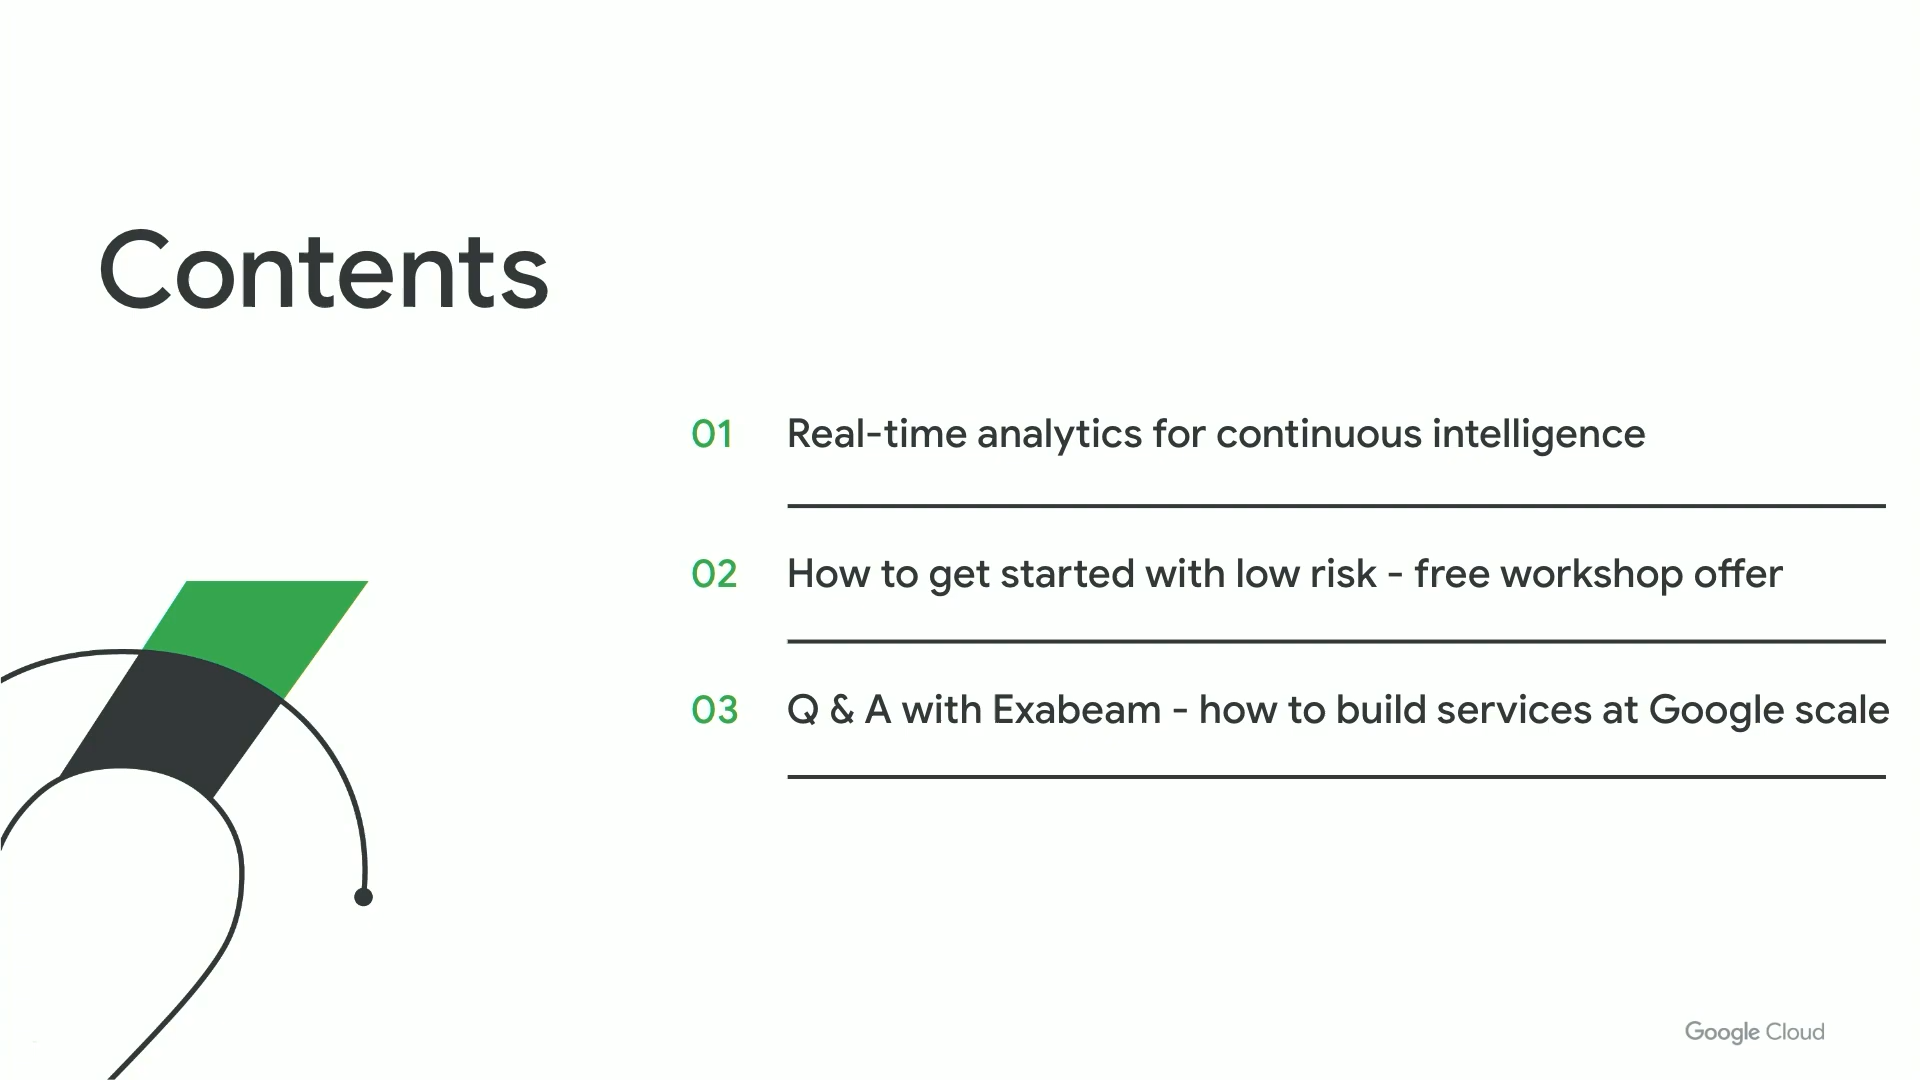 Contents
01 Real-time analytics for continuous intelligence
02 How to get started with low risk - free workshop offer
03 Q & A with Exabeam - how to build services at Google scale
Google Cloud